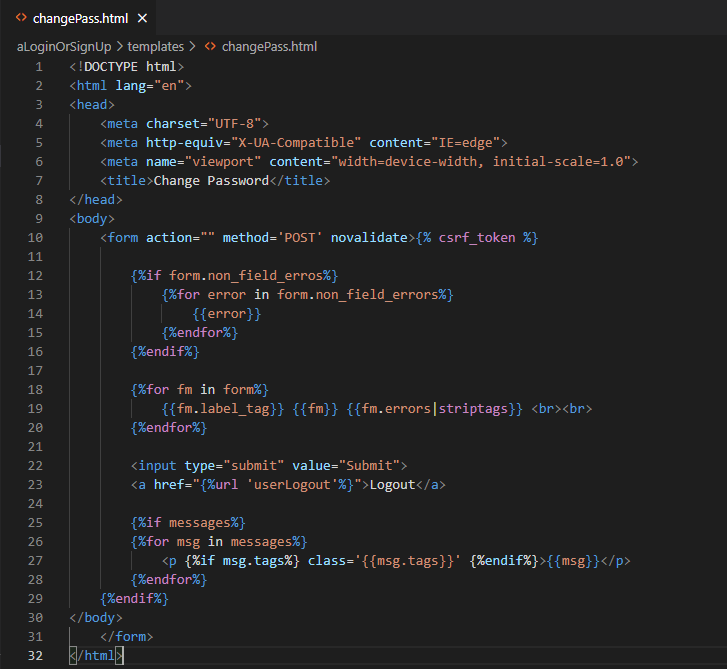 <> changePass.html ×
aLoginOrSignUp > templates > <> changePass.html
1 <!DOCTYPE html>
2 <html lang="en">
3 <head>
4 <meta charset="UTF-8">
5 <meta http-equiv="X-UA-Compatible" content="IE=edge">
6 <meta name="viewport" content="width=device-width, initial-scale=1.0">
7 <title>Change Password</title>
8 </head>
9 <body>
10 <form action="" method='POST' novalidate>{% csrf_token %}
11
12 {%if form.non_field_erros%}
13 {%for error in form.non_field_errors%}
14 {{error}}
15 {%endfor%}
16 {%endif%}
17
18 {%for fm in form%}
19 {{fm.label_tag}} {{fm}} {{fm.errors|striptags}} <br><br>
20 {%endfor%}
21
22 <input type="submit" value="Submit">
23 <a href="{%url 'userLogout'%}">Logout</a>
24
25 {%if messages%}
26 {%for msg in messages%}
27 <p {%if msg.tags%} class='{{msg.tags}}' {%endif%}>{{msg}}</p>
28 {%endfor%}
29 {%endif%}
30 </body>
31 </form>
32 </html>